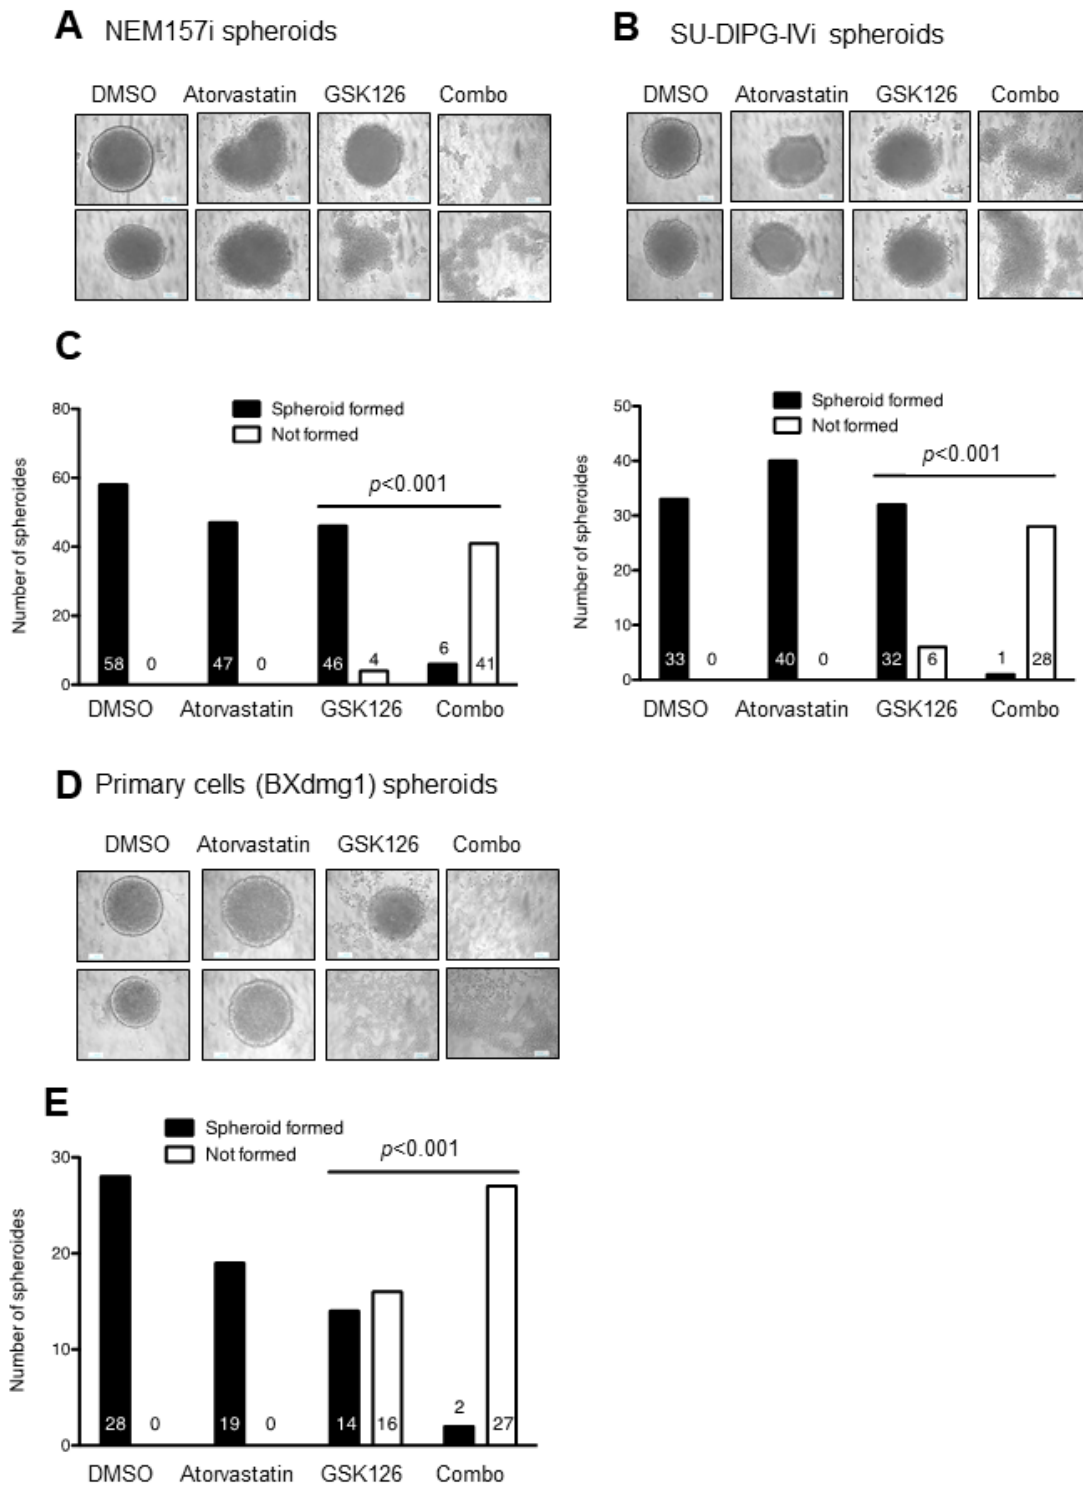 A NEM157i spheroids
B SU-DIPG-IVi spheroids
DMSO Atorvastatin GSK126 Combo
DMSO Atorvastatin GSK126 Combo
C
Spheroid formed
Not formed
p<0.001
Number of spheroides
80
60
40
20
0
58 0 47 0 46 4 6 41
DMSO Atorvastatin GSK126 Combo
Spheroid formed
Not formed
p<0.001
Number of spheroides
50
40
30
20
10
0
33 0 40 0 32 6 1 28
DMSO Atorvastatin GSK126 Combo
D Primary cells (BXdmg1) spheroids
DMSO Atorvastatin GSK126 Combo
E
Spheroid formed
Not formed
p<0.001
Number of spheroides
30
20
10
0
28 0 19 0 14 16 2 27
DMSO Atorvastatin GSK126 Combo